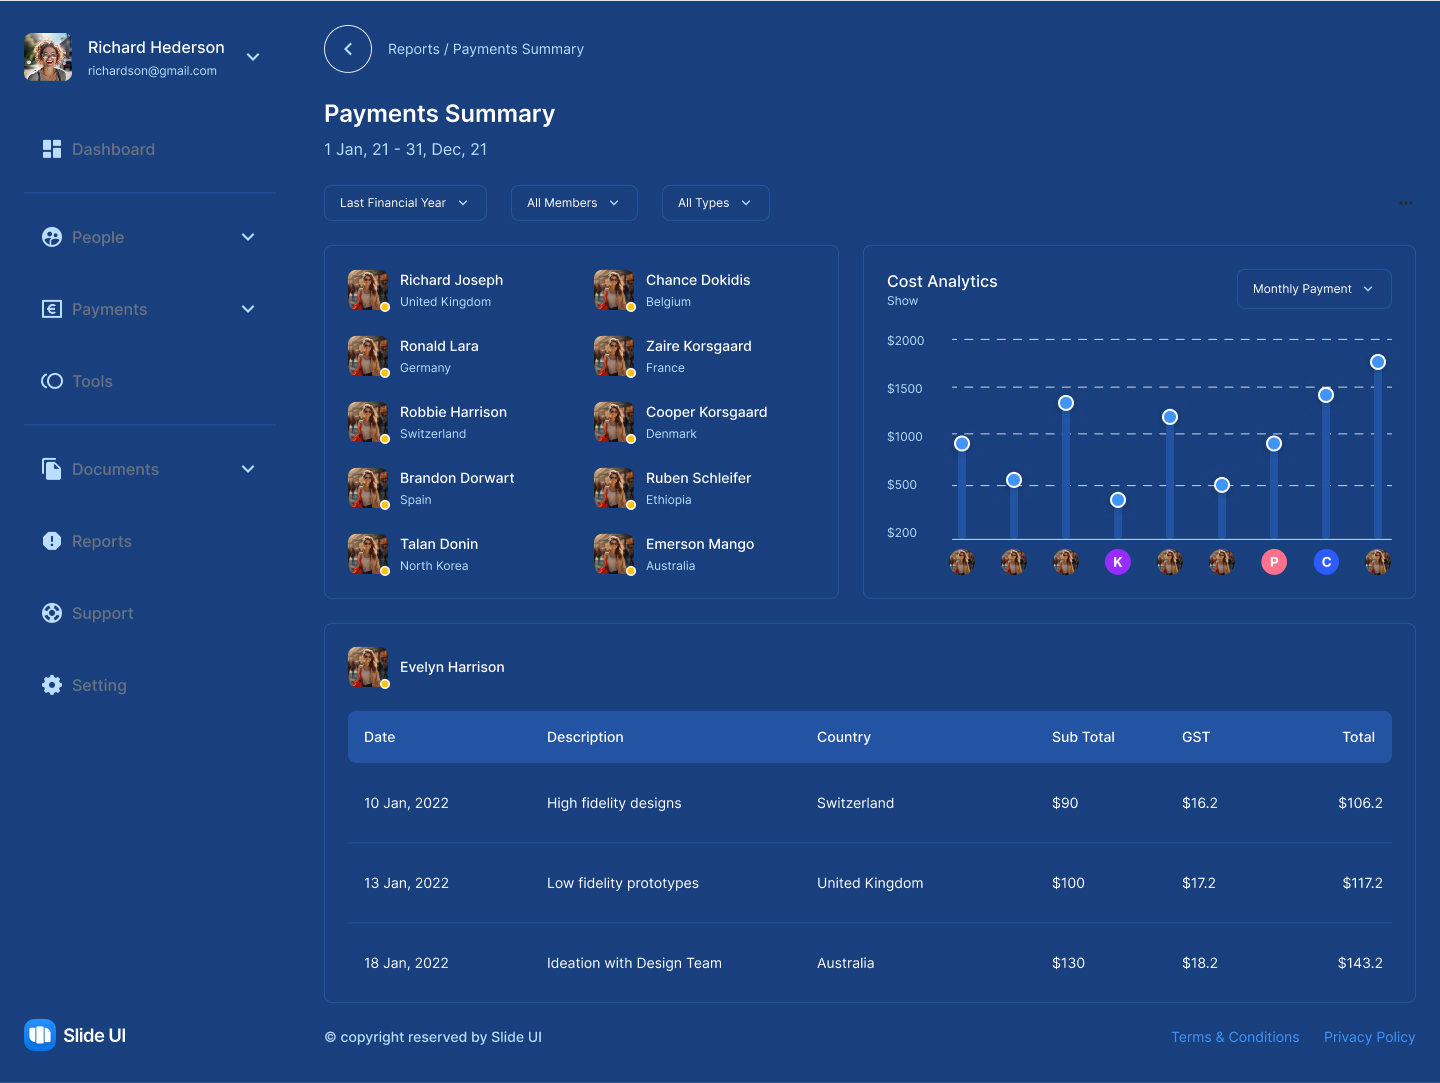 Richard Hederson
richardson@gmail.com
Dashboard
People
Payments
Tools
Documents
Reports
Support
Setting
Slide UI
Reports / Payments Summary
Payments Summary
1 Jan, 21 - 31, Dec, 21
Last Financial Year
All Members
All Types
Richard Joseph
United Kingdom
Chance Dokidis
Belgium
Ronald Lara
Germany
Zaire Korsgaard
France
Robbie Harrison
Switzerland
Cooper Korsgaard
Denmark
Brandon Dorwart
Spain
Ruben Schleifer
Ethiopia
Talan Donin
North Korea
Emerson Mango
Australia
Cost Analytics
Show
Monthly Payment
$2000
$1500
$1000
$500
$200
K
P
C
Evelyn Harrison
Date Description Country Sub Total GST Total
10 Jan, 2022 High fidelity designs Switzerland $90 $16.2 $106.2
13 Jan, 2022 Low fidelity prototypes United Kingdom $100 $17.2 $117.2
18 Jan, 2022 Ideation with Design Team Australia $130 $18.2 $143.2
© copyright reserved by Slide UI
Terms & Conditions
Privacy Policy